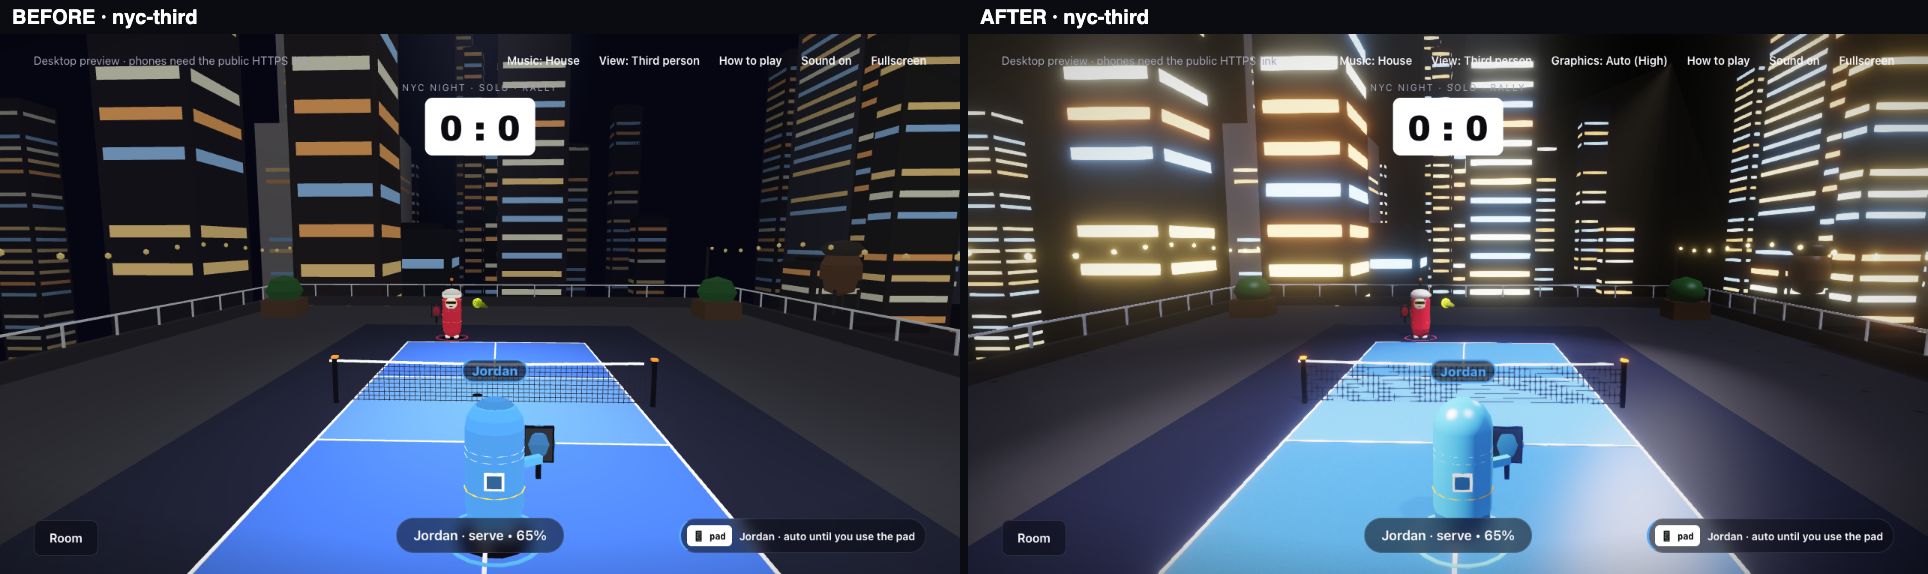 BEFORE · nyc-third
Desktop preview · phones need the public HTTPS
Music: House View: Third person How to play Sound on Fullscreen
NYC NIGHT · SOLO · RALLY
0 : 0
Jordan
Room
Jordan · serve • 65%
pad Jordan · auto until you use the pad
AFTER · nyc-third
Desktop preview · phones need the public HTTPS link
Music: House View: Third person Graphics: Auto (High) How to play Sound on Fullscreen
NYC NIGHT · SOLO · RALLY
0 : 0
Jordan
Room
Jordan · serve • 65%
pad Jordan · auto until you use the pad